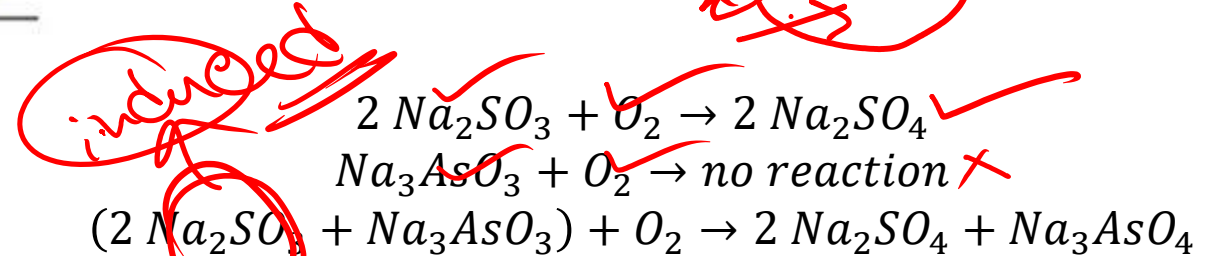 induced
2 Na₂SO₃ + O₂ → 2 Na₂SO₄
Na₃AsO₃ + O₂ → no reaction
(2 Na₂SO₃ + Na₃AsO₃) + O₂ → 2 Na₂SO₄ + Na₃AsO₄